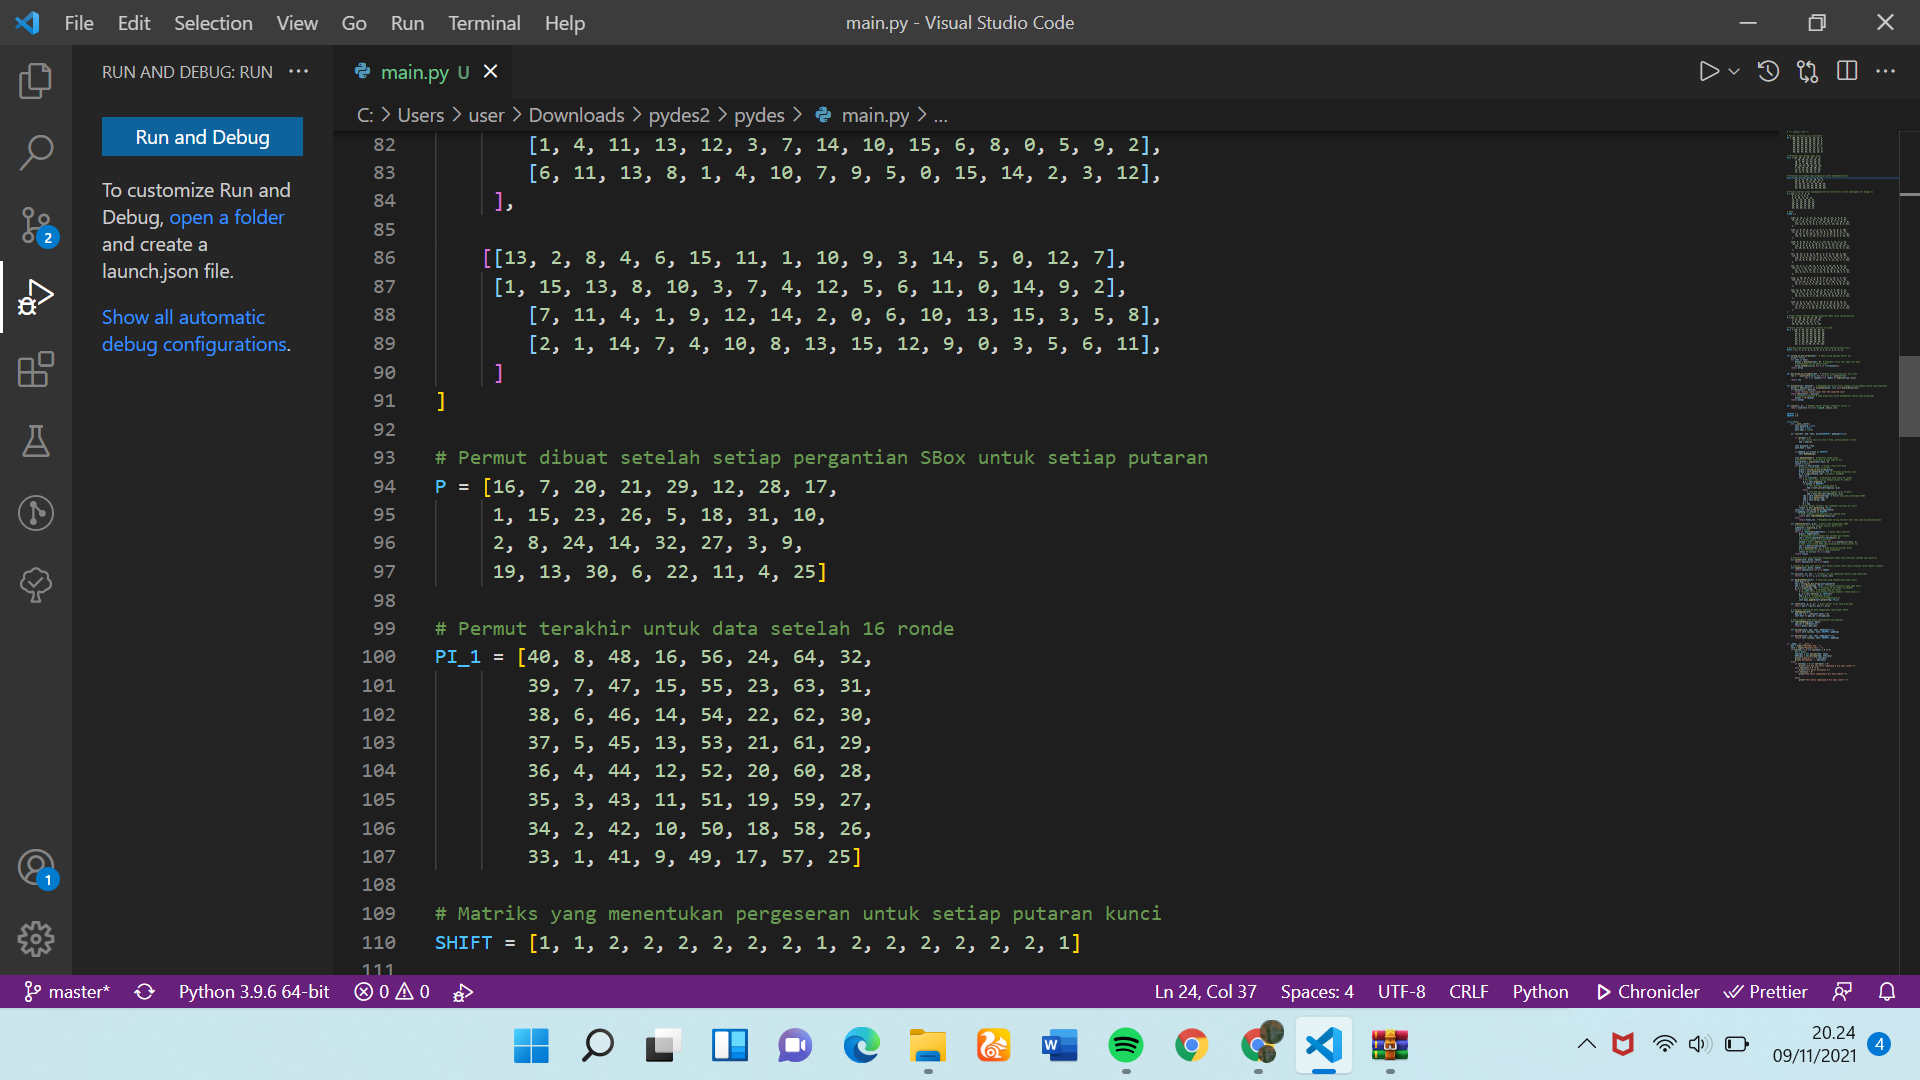 File Edit Selection View Go Run Terminal Help
main.py - Visual Studio Code
RUN AND DEBUG: RUN ...
main.py U
C: > Users > user > Downloads > pydes2 > pydes > main.py > ...
Run and Debug
To customize Run and
Debug, open a folder
and create a
launch.json file.
Show all automatic
debug configurations.
2
1
82 [1, 4, 11, 13, 12, 3, 7, 14, 10, 15, 6, 8, 0, 5, 9, 2],
83 [6, 11, 13, 8, 1, 4, 10, 7, 9, 5, 0, 15, 14, 2, 3, 12],
84 ],
85
86 [[13, 2, 8, 4, 6, 15, 11, 1, 10, 9, 3, 14, 5, 0, 12, 7],
87 [1, 15, 13, 8, 10, 3, 7, 4, 12, 5, 6, 11, 0, 14, 9, 2],
88 [7, 11, 4, 1, 9, 12, 14, 2, 0, 6, 10, 13, 15, 3, 5, 8],
89 [2, 1, 14, 7, 4, 10, 8, 13, 15, 12, 9, 0, 3, 5, 6, 11],
90 ]
91 ]
92
93 # Permut dibuat setelah setiap pergantian SBox untuk setiap putaran
94 P = [16, 7, 20, 21, 29, 12, 28, 17,
95 1, 15, 23, 26, 5, 18, 31, 10,
96 2, 8, 24, 14, 32, 27, 3, 9,
97 19, 13, 30, 6, 22, 11, 4, 25]
98
99 # Permut terakhir untuk data setelah 16 ronde
100 PI_1 = [40, 8, 48, 16, 56, 24, 64, 32,
101 39, 7, 47, 15, 55, 23, 63, 31,
102 38, 6, 46, 14, 54, 22, 62, 30,
103 37, 5, 45, 13, 53, 21, 61, 29,
104 36, 4, 44, 12, 52, 20, 60, 28,
105 35, 3, 43, 11, 51, 19, 59, 27,
106 34, 2, 42, 10, 50, 18, 58, 26,
107 33, 1, 41, 9, 49, 17, 57, 25]
108
109 # Matriks yang menentukan pergeseran untuk setiap putaran kunci
110 SHIFT = [1, 1, 2, 2, 2, 2, 2, 2, 1, 2, 2, 2, 2, 2, 2, 1]
111
master* Python 3.9.6 64-bit 0 0 Ln 24, Col 37 Spaces: 4 UTF-8 CRLF Python Chronicler Prettier
W
20.24
09/11/2021
4